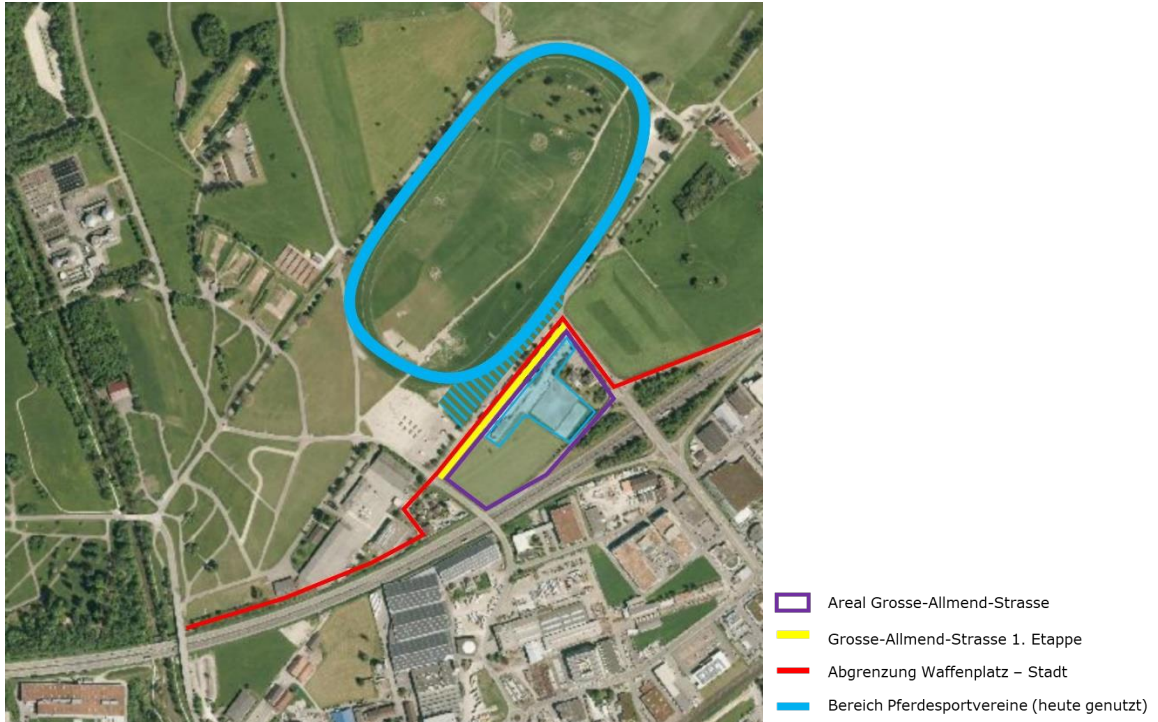 Areal Grosse-Allmend-Strasse
Grosse-Allmend-Strasse 1. Etappe
Abgrenzung Waffenplatz – Stadt
Bereich Pferdesportvereine (heute genutzt)